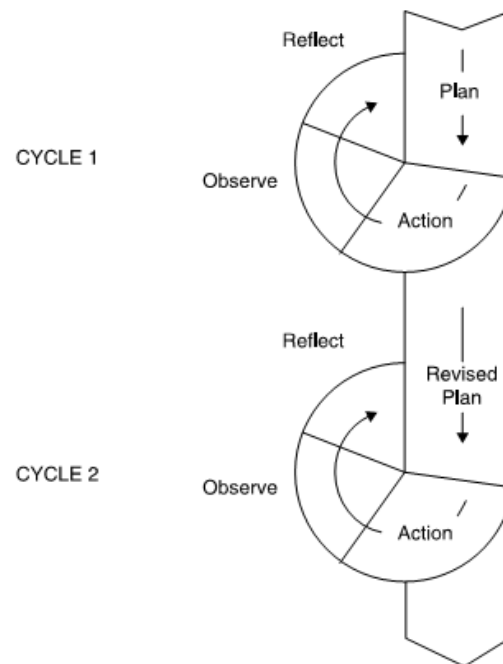 Reflect
Plan
CYCLE 1
Observe
Action
Reflect
Revised
Plan
CYCLE 2
Observe
Action